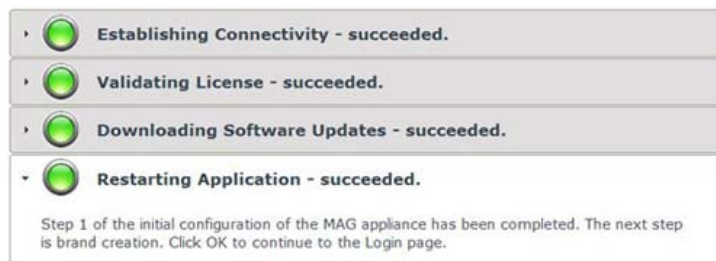 Establishing Connectivity - succeeded.
Validating License - succeeded.
Downloading Software Updates - succeeded.
Restarting Application - succeeded.
Step 1 of the initial configuration of the MAG appliance has been completed. The next step
is brand creation. Click OK to continue to the Login page.